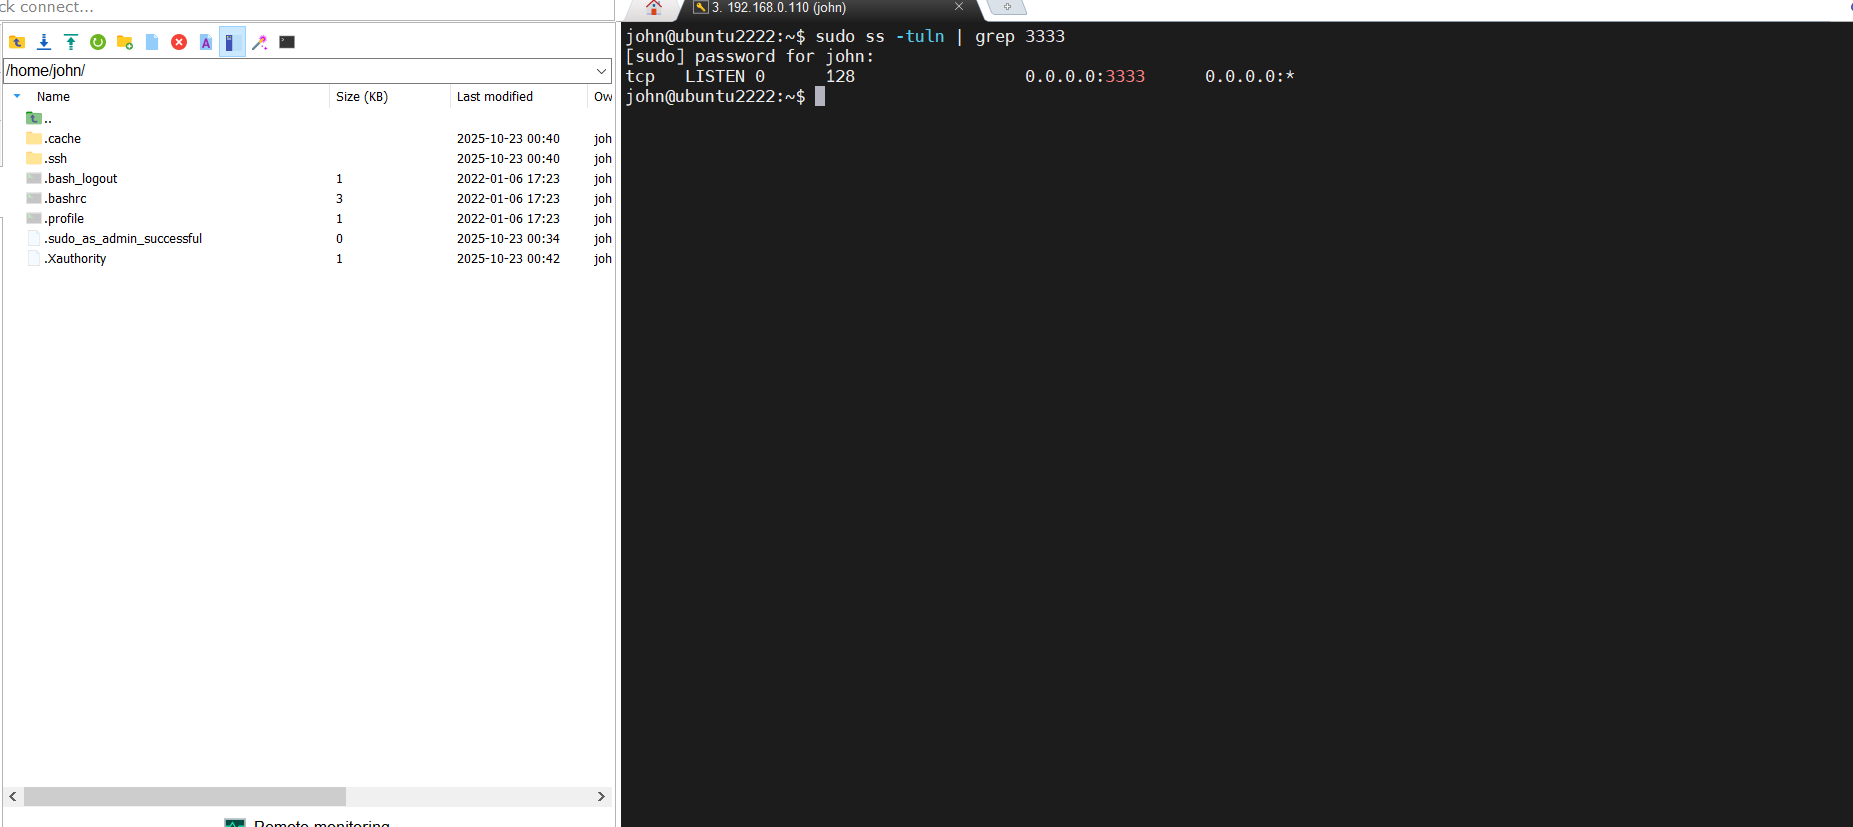 ck connect...
3. 192.168.0.110 (john)
/home/john/
Name Size (KB) Last modified Ow
..
.cache 2025-10-23 00:40 joh
.ssh 2025-10-23 00:40 joh
.bash_logout 1 2022-01-06 17:23 joh
.bashrc 3 2022-01-06 17:23 joh
.profile 1 2022-01-06 17:23 joh
.sudo_as_admin_successful 0 2025-10-23 00:34 joh
.Xauthority 1 2025-10-23 00:42 joh
Remote monitoring
john@ubuntu2222:~$ sudo ss -tuln | grep 3333
[sudo] password for john:
tcp LISTEN 0 128 0.0.0.0:3333 0.0.0.0:*
john@ubuntu2222:~$